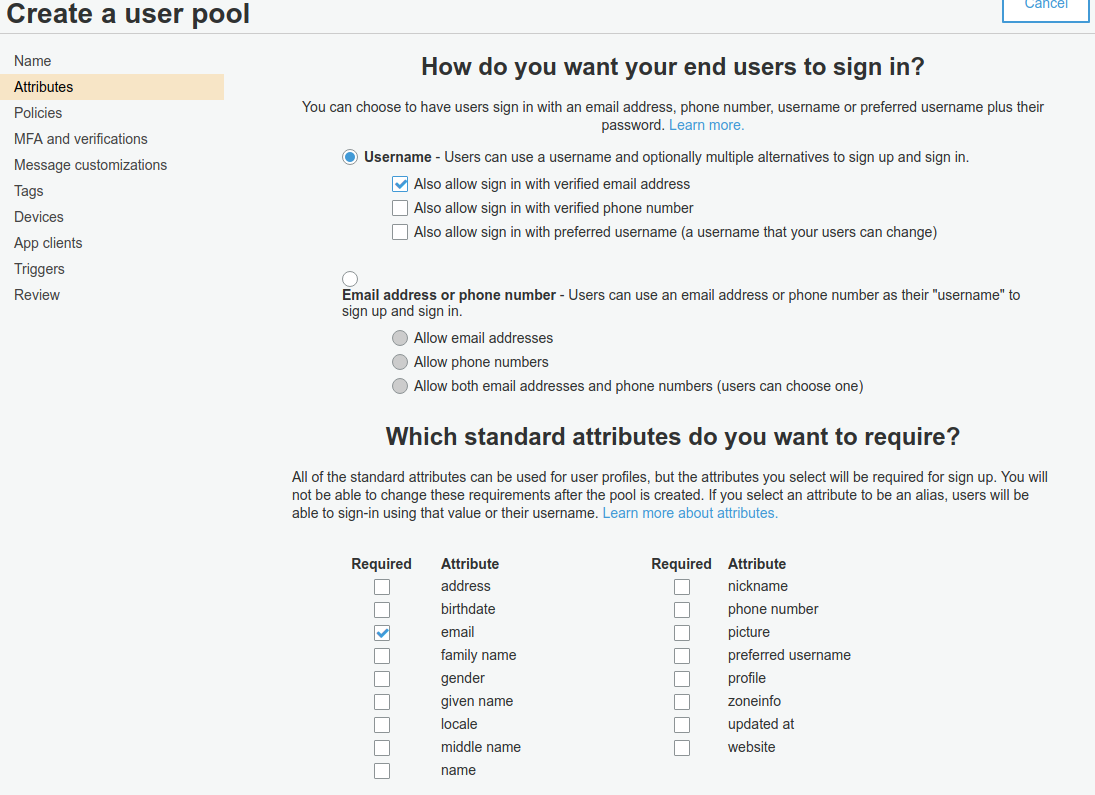 Create a user pool
Cancel
Name
Attributes
Policies
MFA and verifications
Message customizations
Tags
Devices
App clients
Triggers
Review
How do you want your end users to sign in?
You can choose to have users sign in with an email address, phone number, username or preferred username plus their
password. Learn more.
Username - Users can use a username and optionally multiple alternatives to sign up and sign in.
Also allow sign in with verified email address
Also allow sign in with verified phone number
Also allow sign in with preferred username (a username that your users can change)
Email address or phone number - Users can use an email address or phone number as their "username" to
sign up and sign in.
Allow email addresses
Allow phone numbers
Allow both email addresses and phone numbers (users can choose one)
Which standard attributes do you want to require?
All of the standard attributes can be used for user profiles, but the attributes you select will be required for sign up. You will
not be able to change these requirements after the pool is created. If you select an attribute to be an alias, users will be
able to sign-in using that value or their username. Learn more about attributes.
Required Attribute
address
birthdate
email
family name
gender
given name
locale
middle name
name
Required Attribute
nickname
phone number
picture
preferred username
profile
zoneinfo
updated at
website